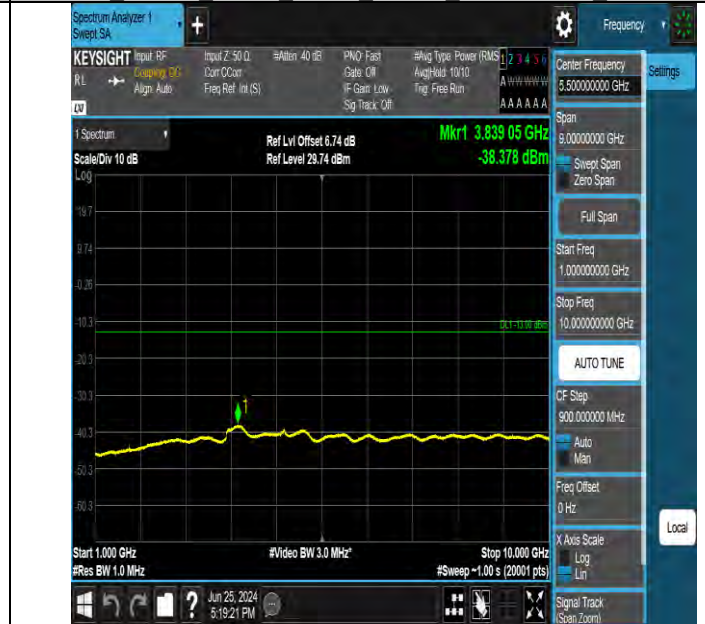 Spectrum Analyzer 1
Swept SA
+
Frequency
KEYSIGHT
RL
Input: RF
Coupling: DC
Align: Auto
Input Z: 50 Ω
Corr CCorr
Freq Ref: Int (S)
#Atten: 40 dB
PNO: Fast
Gate: Off
IF Gain: Low
Sig Track: Off
#Avg Type: Power (RMS
Avg|Hold: 10/10
Trig: Free Run
1 2 3 4 5 6
A W W W W W
A A A A A A
1 Spectrum
Scale/Div 10 dB
Log
Ref Lvl Offset 6.74 dB
Ref Level 29.74 dBm
Mkr1 3.839 05 GHz
-38.378 dBm
19.7
9.74
-0.26
-10.3
-20.3
-30.3
-40.3
-50.3
-60.3
DL1 -13.00 dBm
1
Start 1.000 GHz
#Res BW 1.0 MHz
#Video BW 3.0 MHz*
Stop 10.000 GHz
#Sweep ~1.00 s (20001 pts)
Center Frequency
5.500000000 GHz
Settings
Span
9.00000000 GHz
Swept Span
Zero Span
Full Span
Start Freq
1.000000000 GHz
Stop Freq
10.000000000 GHz
AUTO TUNE
CF Step
900.000000 MHz
Auto
Man
Freq Offset
0 Hz
X Axis Scale
Log
Lin
Local
Signal Track
(Span Zoom)
?
Jun 25, 2024
5:19:21 PM